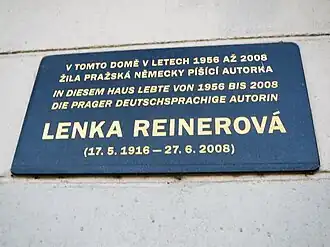 V TOMTO DOMĚ V LETECH 1956 AŽ 2008
ŽILA PRAŽSKÁ NĚMECKY PÍŠÍCÍ AUTORKA
IN DIESEM HAUS LEBTE VON 1956 BIS 2008
DIE PRAGER DEUTSCHSPRACHIGE AUTORIN
LENKA REINEROVÁ
(17. 5. 1916 — 27. 6. 2008)